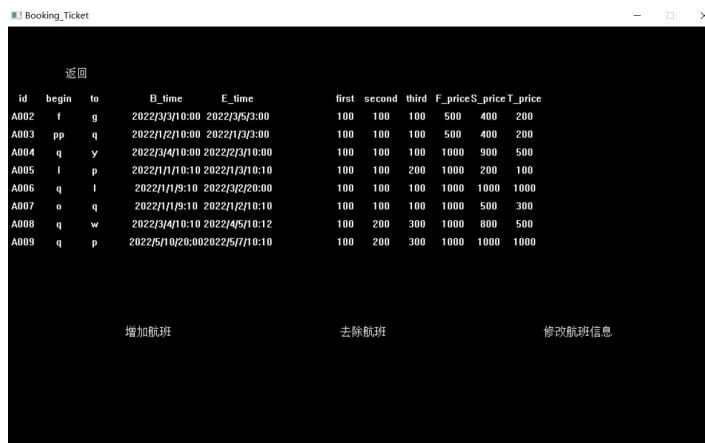 Booking_Ticket
返回
id begin to B_time E_time first second third F_price S_price T_price
A002 f g 2022/3/3/10:00 2022/3/5/3:00 100 100 100 500 400 200
A003 pp q 2022/1/2/10:00 2022/1/3/3:00 100 100 100 500 400 200
A004 q y 2022/3/4/10:00 2022/2/3/10:00 100 100 100 1000 900 500
A005 l p 2022/1/1/10:10 2022/1/3/10:10 100 100 200 1000 200 100
A006 q l 2022/1/1/9:10 2022/3/2/20:00 100 100 100 1000 1000 1000
A007 o q 2022/1/1/9:10 2022/1/2/10:10 100 100 100 1000 500 300
A008 q w 2022/3/4/10:10 2022/4/5/10:12 100 200 300 1000 800 500
A009 q p 2022/5/10/20;002022/5/7/10:10 100 200 300 1000 1000 1000
增加航班 去除航班 修改航班信息